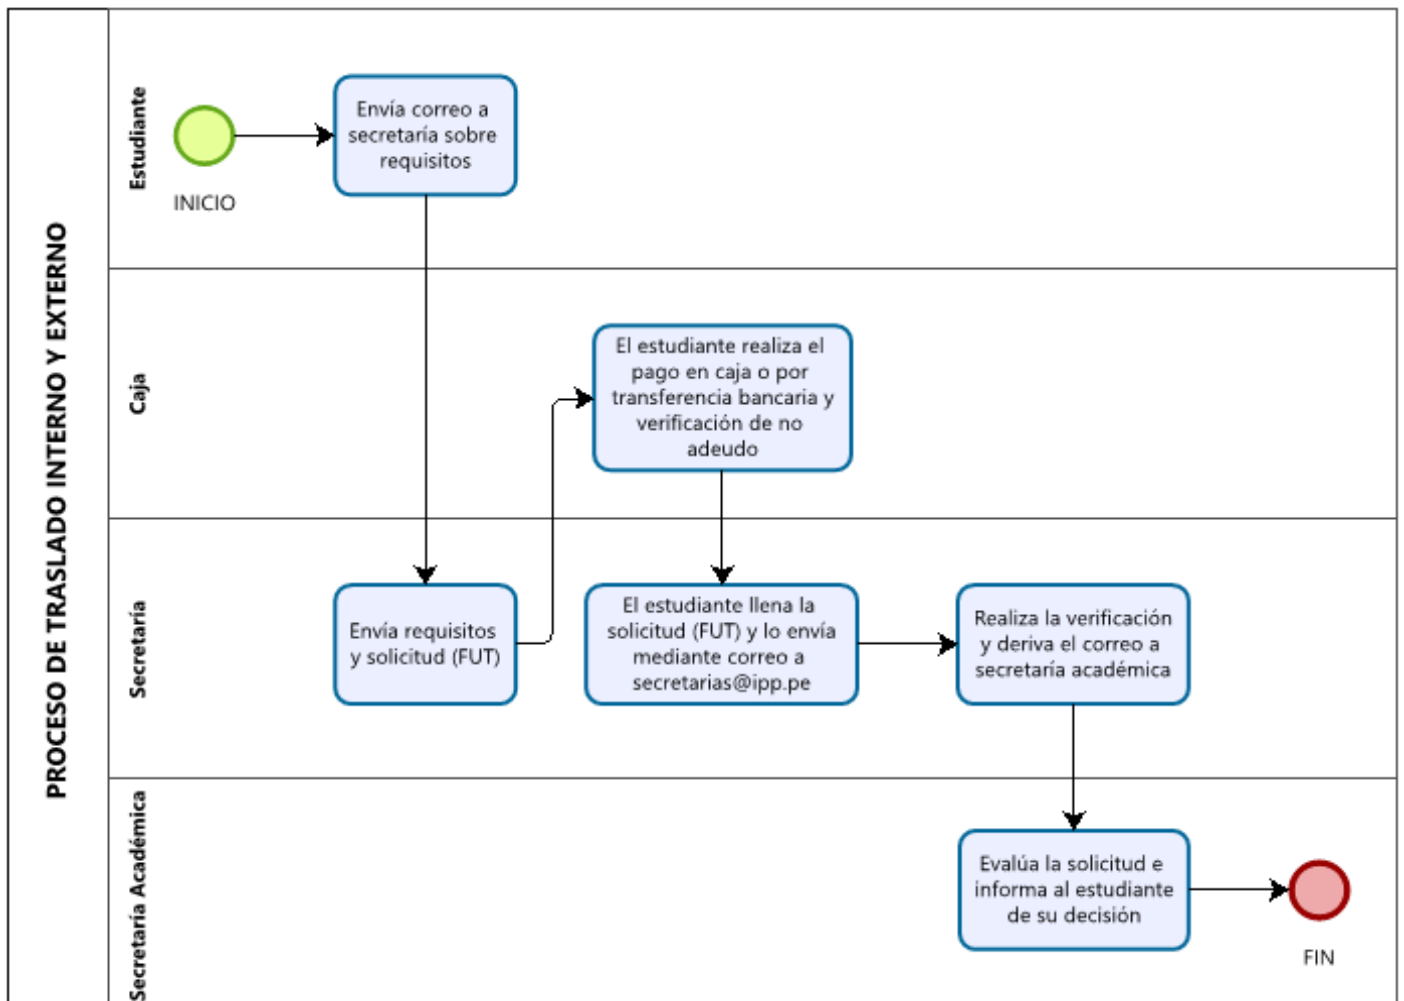 PROCESO DE TRASLADO INTERNO Y EXTERNO
Estudiante
INICIO
Envía correo a
secretaría sobre
requisitos
Caja
El estudiante realiza el
pago en caja o por
transferencia bancaria y
verificación de no
adeudo
Secretaría
Envía requisitos
y solicitud (FUT)
El estudiante llena la
solicitud (FUT) y lo envía
mediante correo a
secretarias@ipp.pe
Realiza la verificación
y deriva el correo a
secretaría académica
Secretaría Académica
Evalúa la solicitud e
informa al estudiante
de su decisión
FIN